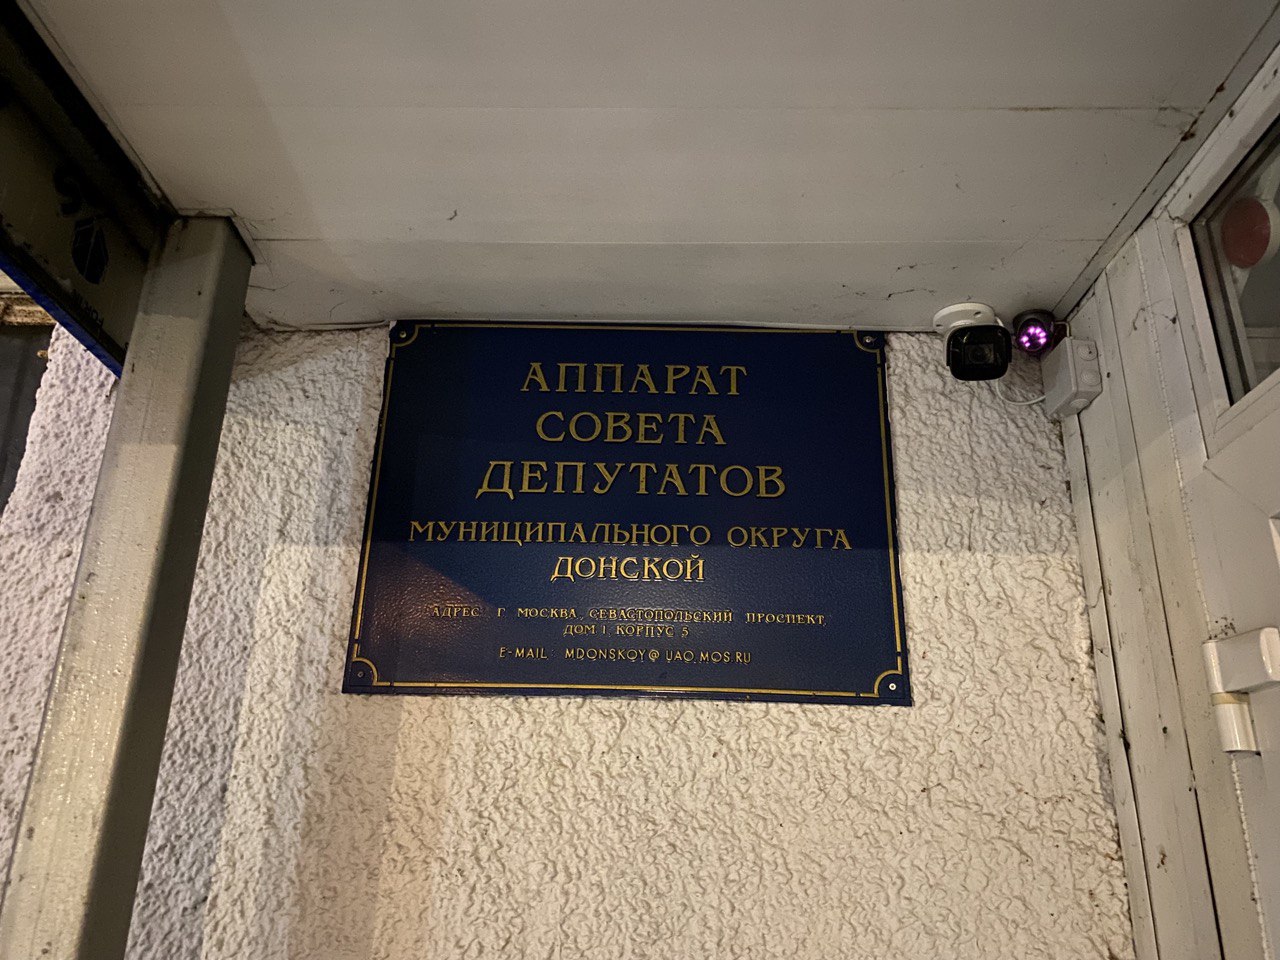 АППАРАТ
СОВЕТА
ДЕПУТАТОВ
МУНИЦИПАЛЬНОГО ОКРУГА
ДОНСКОЙ
АДРЕС: Г. МОСКВА, СЕВАСТОПОЛЬСКИЙ ПРОСПЕКТ,
ДОМ 1, КОРПУС 5
E-MAIL: MDONSKOY@UAO.MOS.RU